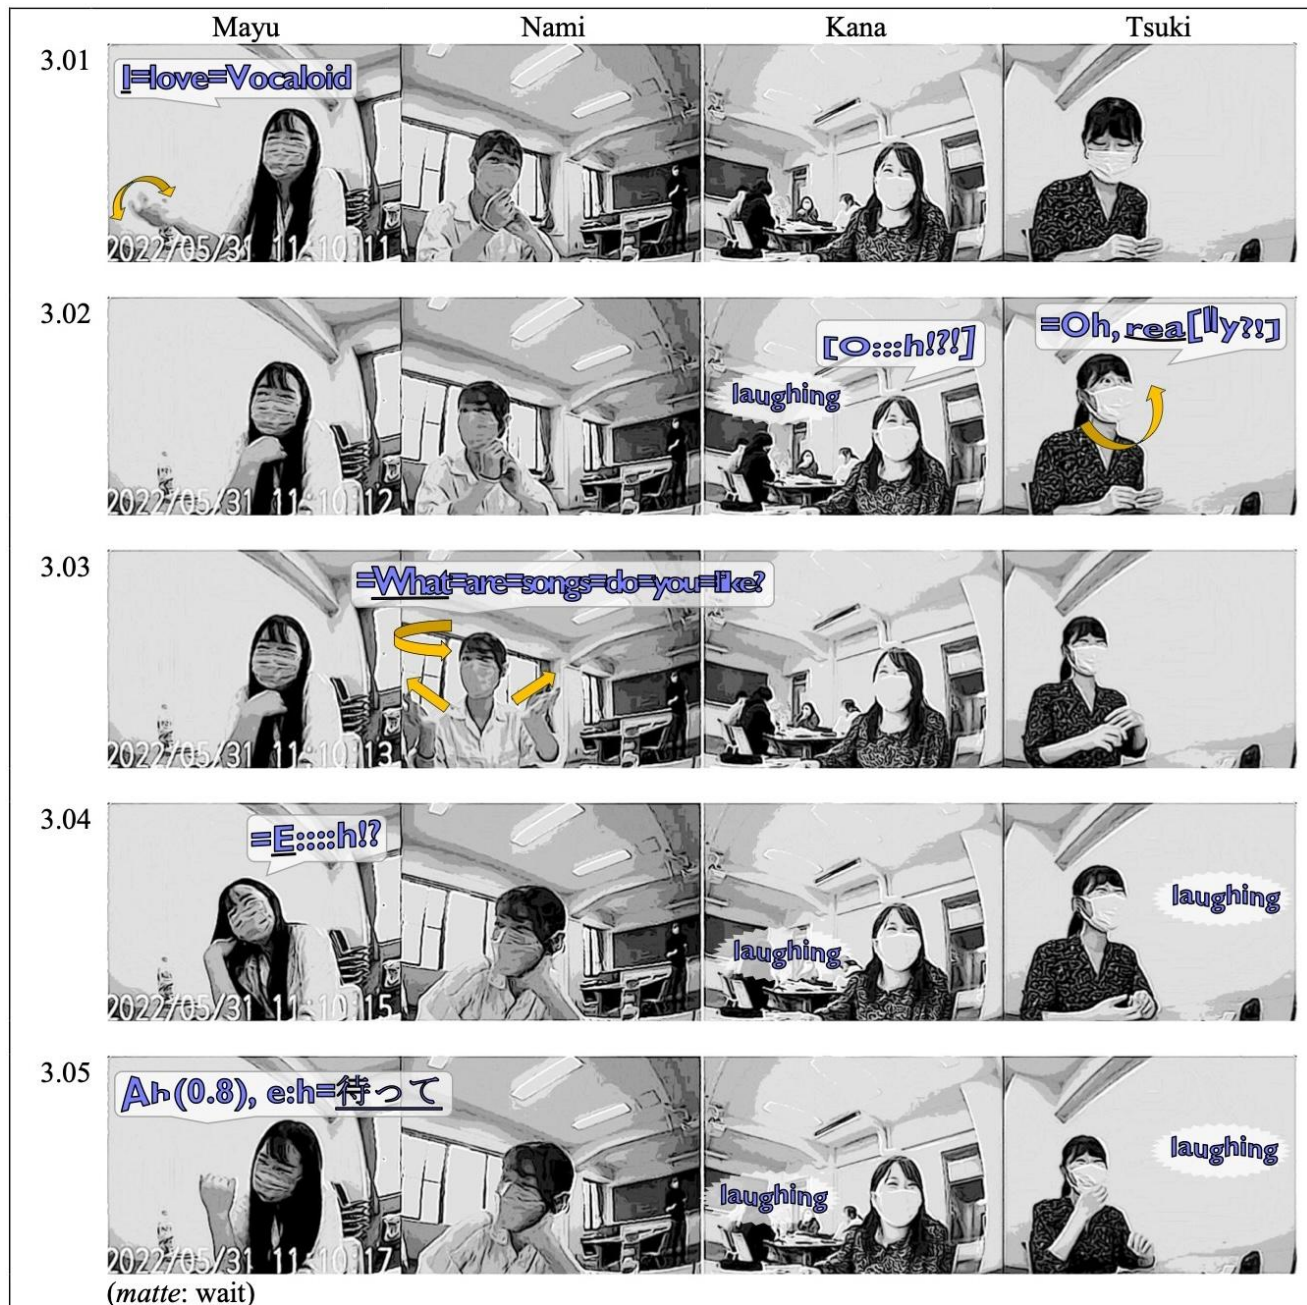 Mayu Nami Kana Tsuki
3.01
I=love=Vocaloid
2022/05/31 11:10:11
3.02
[O:::h!?!]
=Oh, rea[lly?!]
laughing
2022/05/31 11:10:12
3.03
=What=are=songs=do=you=like?
2022/05/31 11:10:13
3.04
=E::::h!?
laughing
laughing
2022/05/31 11:10:15
3.05
Ah(0.8), e:h=待って
laughing
laughing
2022/05/31 11:10:17
(matte: wait)